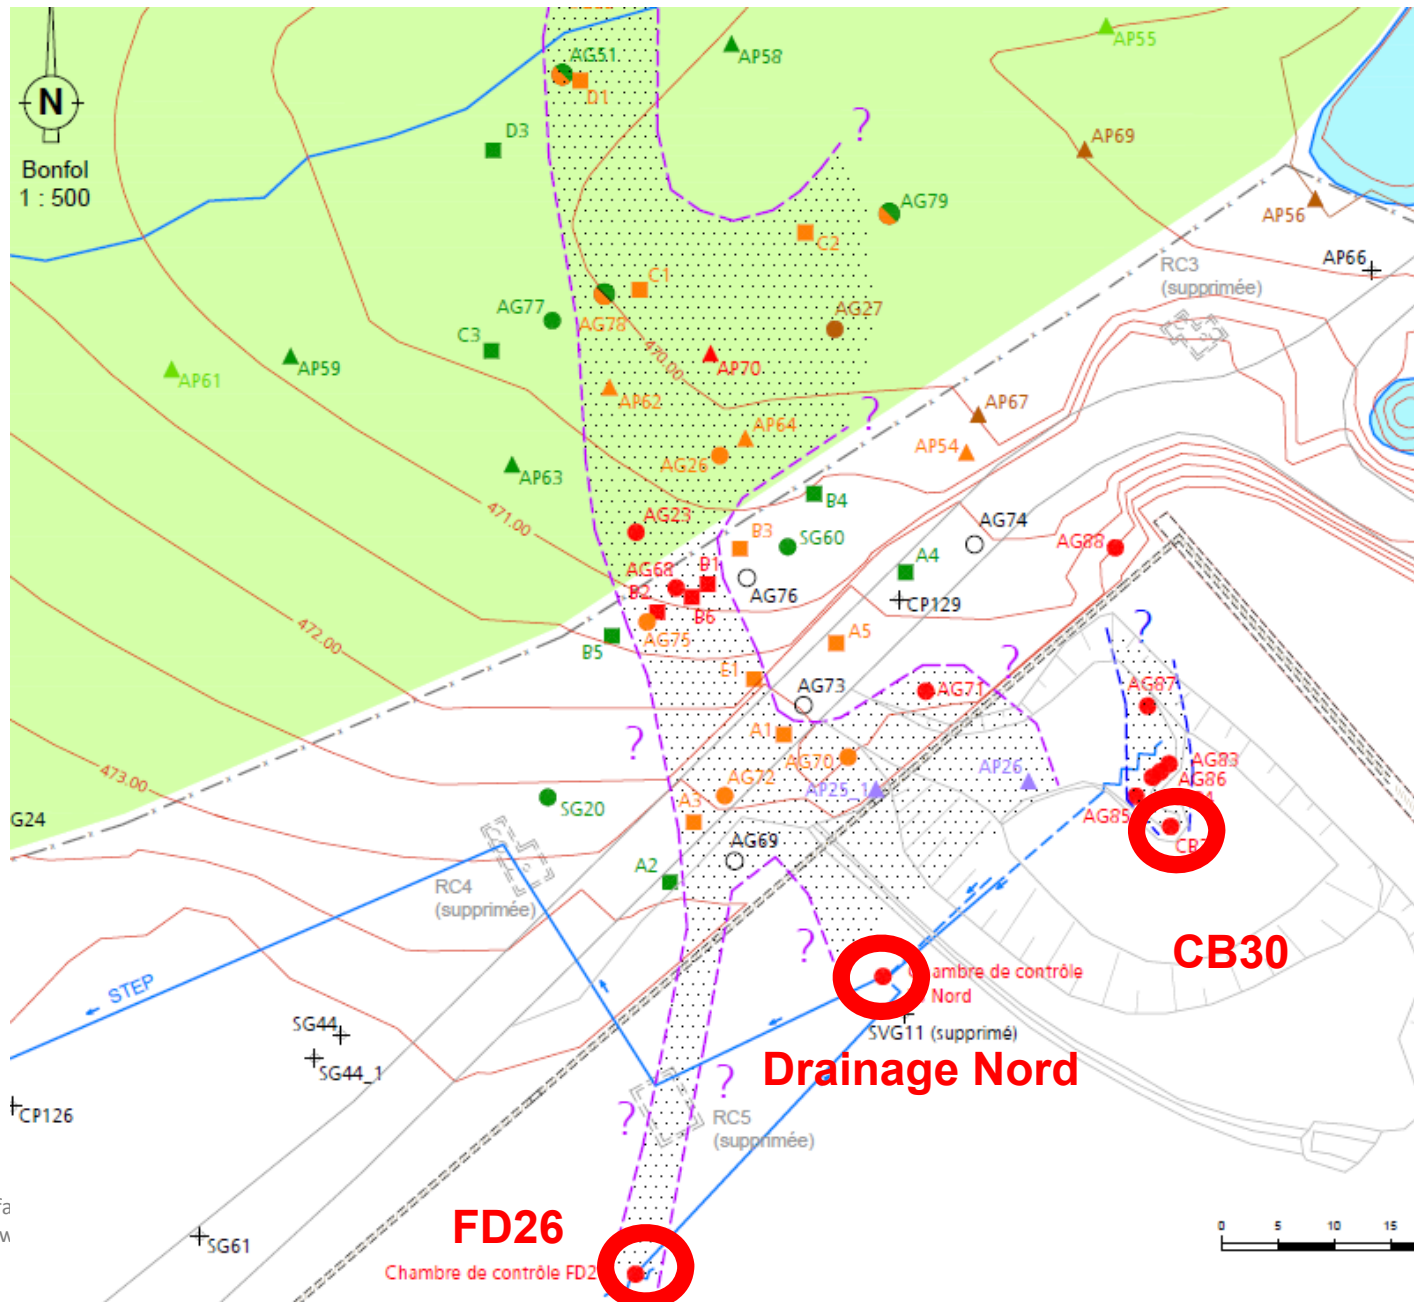 AG51
AP58
AP55
D1
N
D3
AP69
Bonfol
1 : 500
?
AG79
AP56
C2
AP66
RC3
(supprimée)
C1
AG77
AG78
AG27
C3
470.00
AP70
AP59
AP61
AP62
?
AP67
AP64
AP54
AG26
AP63
B4
471.00
AG23
B3
SG60
AG74
AG88
AG68
B1
A4
AG76
B2
B6
CP129
472.00
AG75
B5
A5
?
E1
?
AG73
AG71
AG87
?
A1
AG70
AG83
473.00
AG72
AP25_1
AP26
AG86
SG20
A3
AG85
G24
CB
AG69
A2
RC4
(supprimée)
?
CB30
STEP
Chambre de contrôle
Nord
SG44
SVG11 (supprimé)
SG44_1
Drainage Nord
?
CP126
?
RC5
(supprimée)
fa
w
FD26
SG61
0 5 10 15
Chambre de contrôle FD2